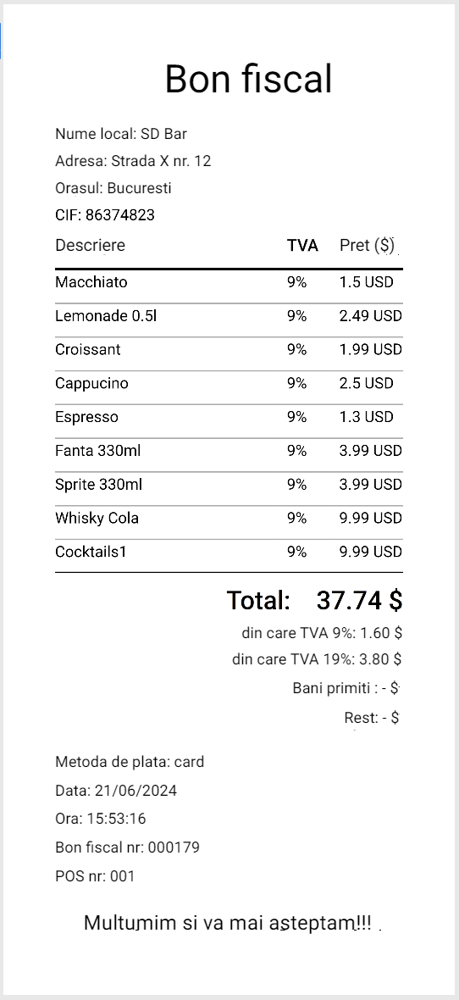 Bon fiscal
Nume local: SD Bar
Adresa: Strada X nr. 12
Orasul: Bucuresti
CIF: 86374823
Descriere TVA Pret ($)
Macchiato 9% 1.5 USD
Lemonade 0.5l 9% 2.49 USD
Croissant 9% 1.99 USD
Cappucino 9% 2.5 USD
Espresso 9% 1.3 USD
Fanta 330ml 9% 3.99 USD
Sprite 330ml 9% 3.99 USD
Whisky Cola 9% 9.99 USD
Cocktails1 9% 9.99 USD
Total: 37.74 $
din care TVA 9%: 1.60 $
din care TVA 19%: 3.80 $
Bani primiti : - $
Rest: - $
Metoda de plata: card
Data: 21/06/2024
Ora: 15:53:16
Bon fiscal nr: 000179
POS nr: 001
Multumim si va mai asteptam!!!